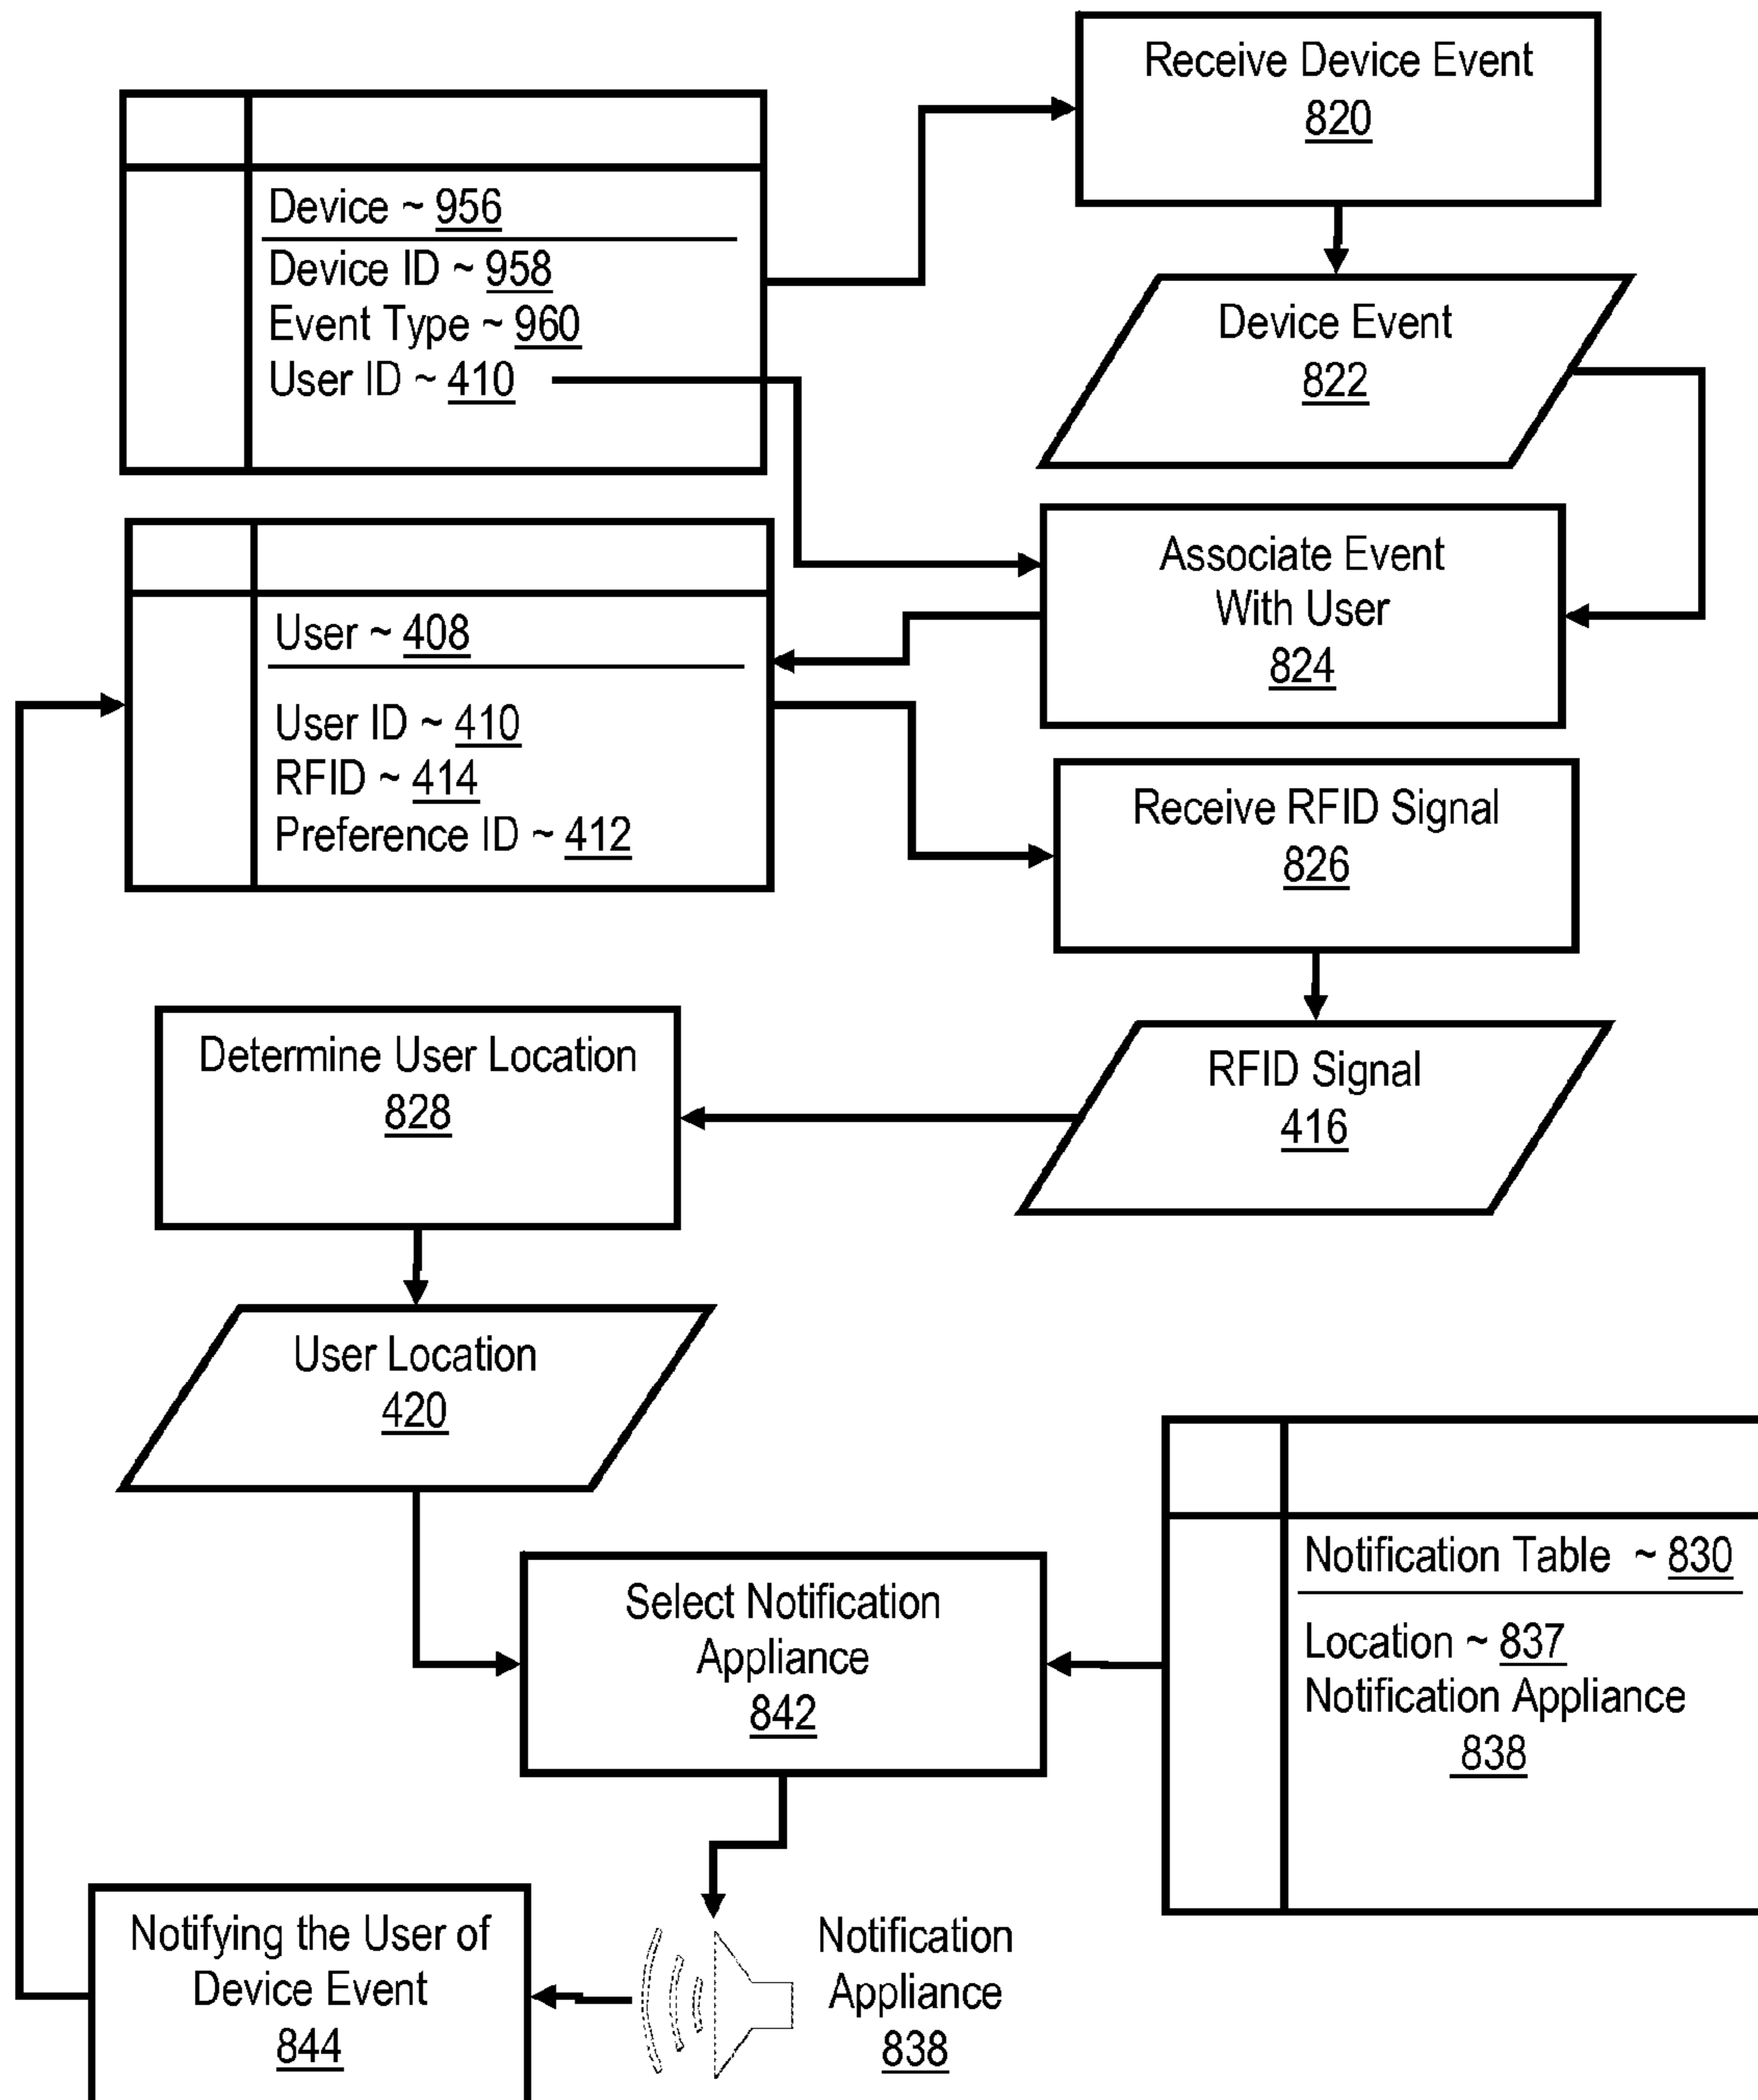 Receive Device Event
820
Device ~ 956
Device ID ~ 958
Event Type ~ 960
User ID ~ 410
Device Event
822
Associate Event
With User
824
User ~ 408
User ID ~ 410
RFID ~ 414
Preference ID ~ 412
Receive RFID Signal
826
RFID Signal
416
Determine User Location
828
User Location
420
Select Notification
Appliance
842
Notification Table ~ 830
Location ~ 837
Notification Appliance
838
Notification
Appliance
838
Notifying the User of
Device Event
844